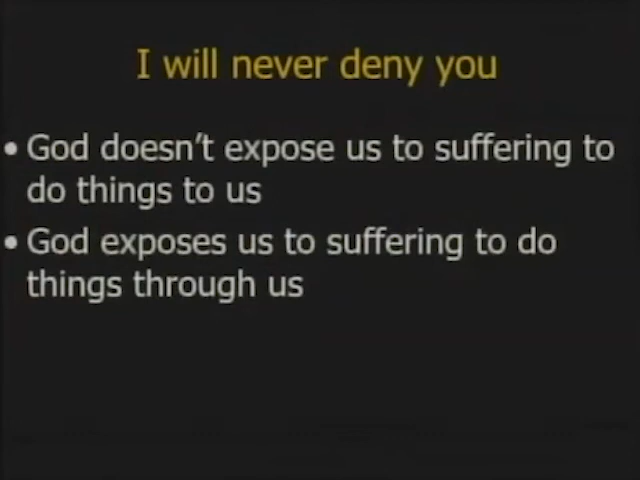 I will never deny you
• God doesn't expose us to suffering to
do things to us
• God exposes us to suffering to do
things through us